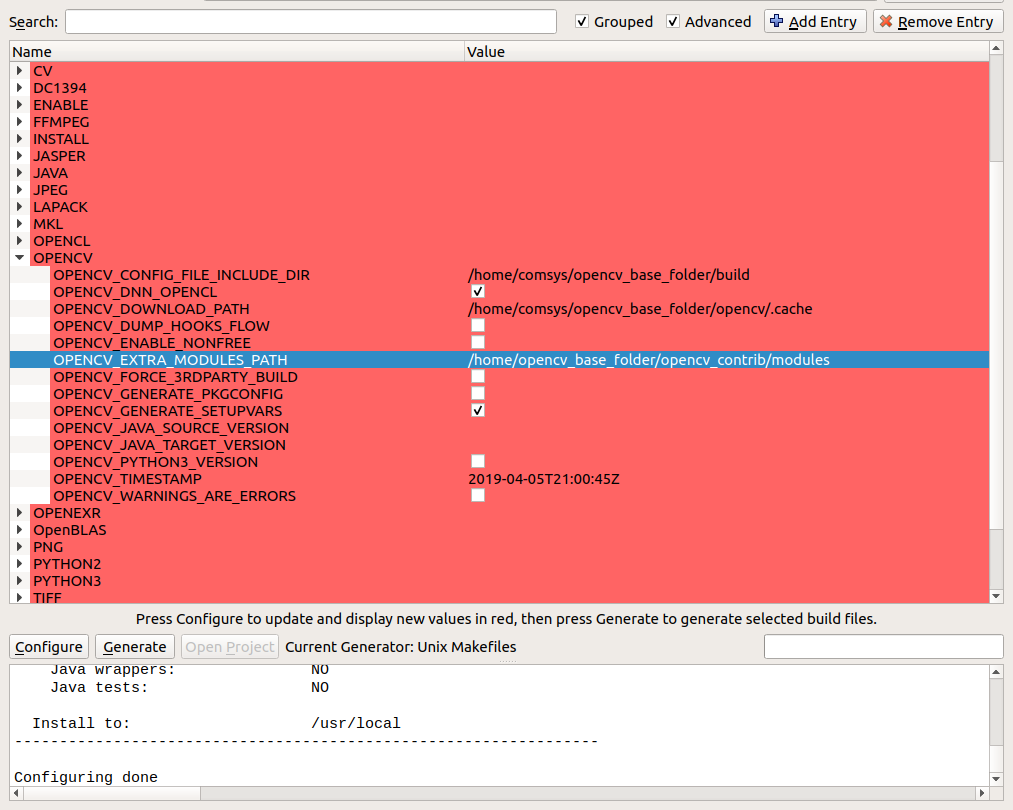 Search: Grouped Advanced Add Entry Remove Entry
Name Value
CV
DC1394
ENABLE
FFMPEG
INSTALL
JASPER
JAVA
JPEG
LAPACK
MKL
OPENCL
OPENCV
OPENCV_CONFIG_FILE_INCLUDE_DIR /home/comsys/opencv_base_folder/build
OPENCV_DNN_OPENCL
OPENCV_DOWNLOAD_PATH /home/comsys/opencv_base_folder/opencv/.cache
OPENCV_DUMP_HOOKS_FLOW
OPENCV_ENABLE_NONFREE
OPENCV_EXTRA_MODULES_PATH /home/opencv_base_folder/opencv_contrib/modules
OPENCV_FORCE_3RDPARTY_BUILD
OPENCV_GENERATE_PKGCONFIG
OPENCV_GENERATE_SETUPVARS
OPENCV_JAVA_SOURCE_VERSION
OPENCV_JAVA_TARGET_VERSION
OPENCV_PYTHON3_VERSION
OPENCV_TIMESTAMP 2019-04-05T21:00:45Z
OPENCV_WARNINGS_ARE_ERRORS
OPENEXR
OpenBLAS
PNG
PYTHON2
PYTHON3
TIFF
Press Configure to update and display new values in red, then press Generate to generate selected build files.
Configure Generate Open Project Current Generator: Unix Makefiles
Java wrappers: NO
Java tests: NO
Install to: /usr/local
-----------------------------------------------------------------
Configuring done